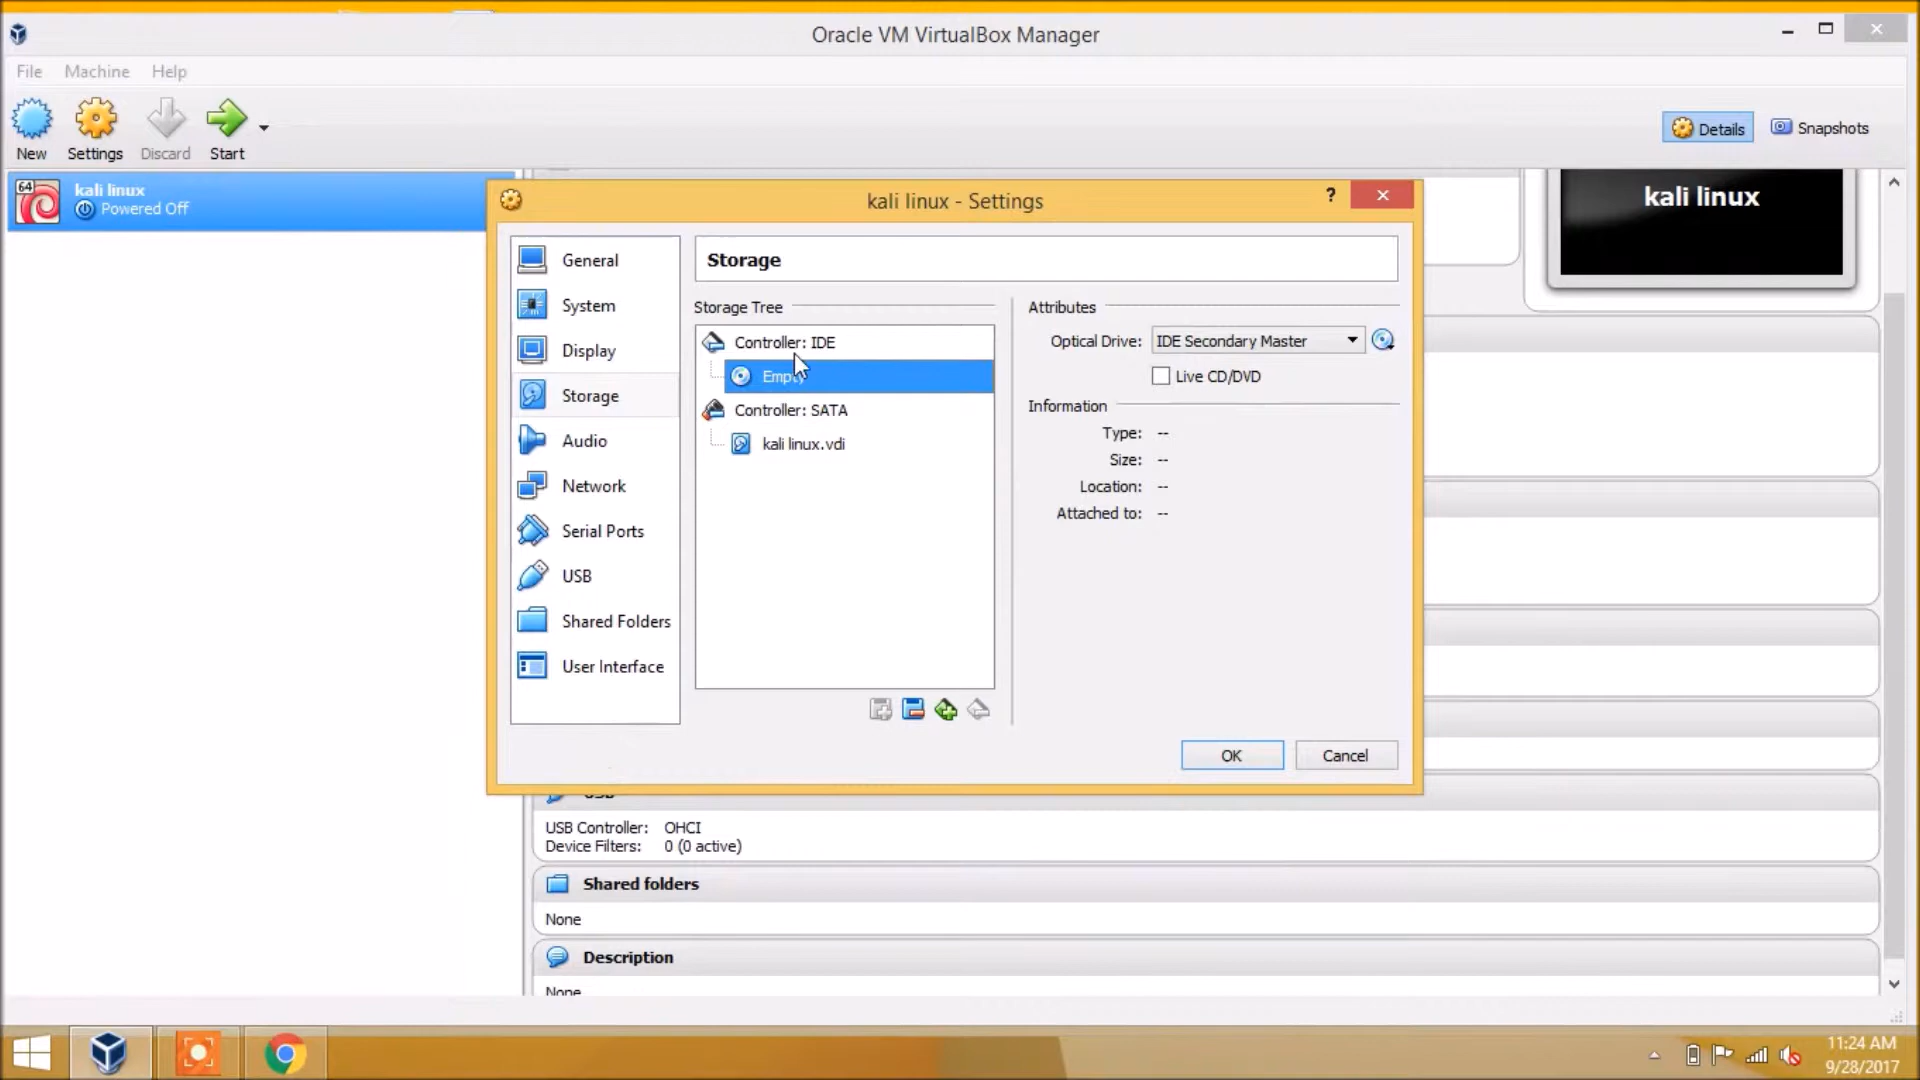 Oracle VM VirtualBox Manager
File Machine Help
New Settings Discard Start
Details Snapshots
64
kali linux
Powered Off
kali linux
kali linux - Settings
?
General
System
Display
Storage
Audio
Network
Serial Ports
USB
Shared Folders
User Interface
Storage
Storage Tree
Controller: IDE
Empty
Controller: SATA
kali linux.vdi
Attributes
Optical Drive: IDE Secondary Master
Live CD/DVD
Information
Type: --
Size: --
Location: --
Attached to: --
OK Cancel
USB
USB Controller: OHCI
Device Filters: 0 (0 active)
Shared folders
None
Description
None
11:24 AM
9/28/2017